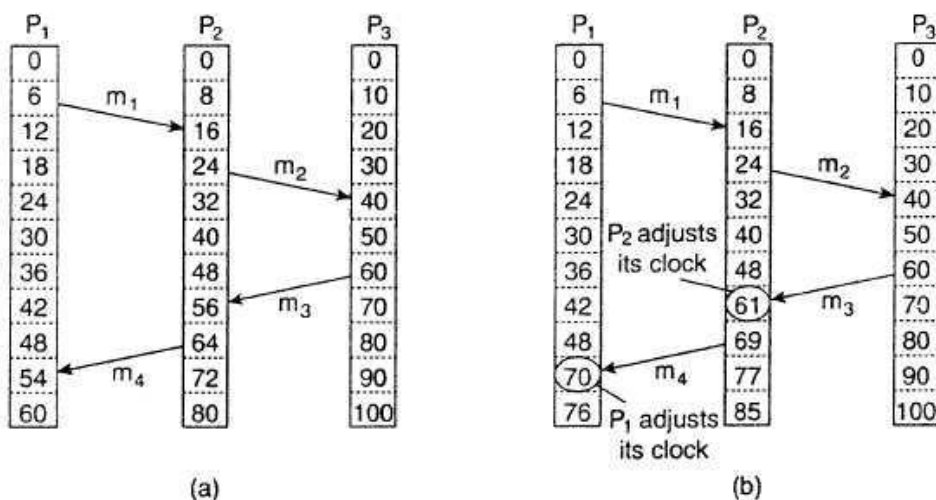 P1 P2 P3 P1 P2 P3
0 0 0 0 0 0
6 8 10 6 8 10
m1 m1
12 16 20 12 16 20
18 24 30 18 24 30
m2 m2
24 32 40 24 32 40
30 40 50 30 40 50
P2 adjusts
its clock
36 48 60 36 48 60
42 56 m3 70 42 61 m3 70
48 64 80 48 69 80
54 m4 72 90 70 m4 77 90
60 80 100 76 85 100
P1 adjusts
its clock
(a) (b)